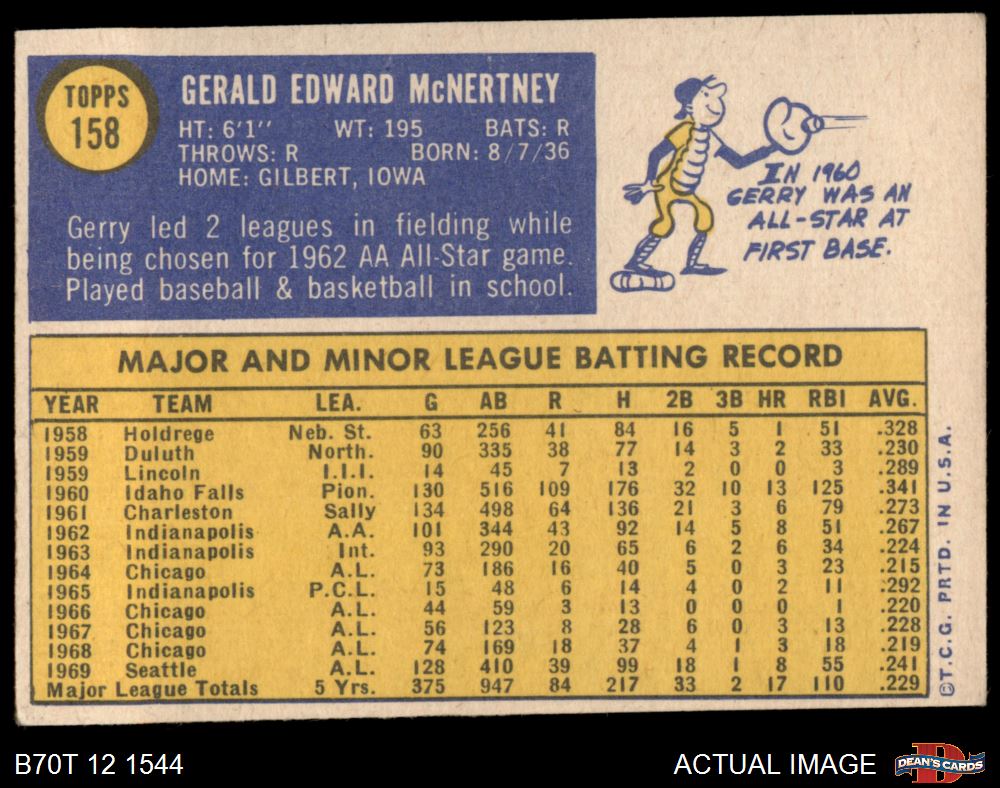 TOPPS
158
GERALD EDWARD McNERTNEY
HT: 6'1" WT: 195 BATS: R
THROWS: R BORN: 8/7/36
HOME: GILBERT, IOWA
Gerry led 2 leagues in fielding while
being chosen for 1962 AA All-Star game.
Played baseball & basketball in school.
IN 1960
GERRY WAS AN
ALL-STAR AT
FIRST BASE.
MAJOR AND MINOR LEAGUE BATTING RECORD
YEAR TEAM LEA. G AB R H 2B 3B HR RBI AVG.
1958 Holdrege Neb. St. 63 256 41 84 16 5 1 51 .328
1959 Duluth North. 90 335 38 77 14 3 2 33 .230
1959 Lincoln I.I.I. 14 45 7 13 2 0 0 3 .289
1960 Idaho Falls Pion. 130 516 109 176 32 10 13 125 .341
1961 Charleston Sally 134 498 64 136 21 3 6 79 .273
1962 Indianapolis A.A. 101 344 43 92 14 5 8 51 .267
1963 Indianapolis Int. 93 290 20 65 6 2 6 34 .224
1964 Chicago A.L. 73 186 16 40 5 0 3 23 .215
1965 Indianapolis P.C.L. 15 48 6 14 4 0 2 11 .292
1966 Chicago A.L. 44 59 3 13 0 0 0 1 .220
1967 Chicago A.L. 56 123 8 28 6 0 3 13 .228
1968 Chicago A.L. 74 169 18 37 4 1 3 18 .219
1969 Seattle A.L. 128 410 39 99 18 1 8 55 .241
Major League Totals 5 Yrs. 375 947 84 217 33 2 17 110 .229
©T.C.G. PRTD. IN U.S.A.
B70T 12 1544
ACTUAL IMAGE
DEAN'S CARDS